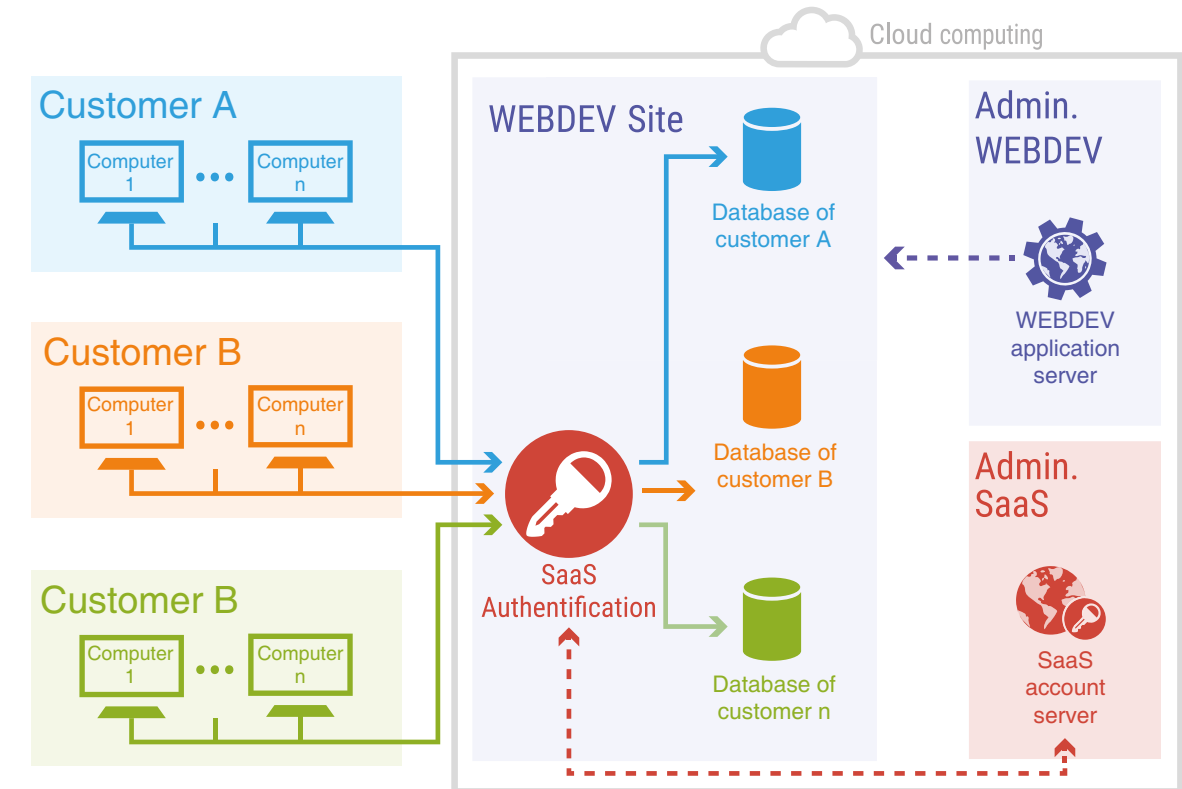 Cloud computing
Customer A
Computer
1
Computer
n
Customer B
Computer
1
Computer
n
Customer B
Computer
1
Computer
n
WEBDEV Site
Database of
customer A
Database of
customer B
SaaS
Authentification
Database of
customer n
Admin.
WEBDEV
WEBDEV
application
server
Admin.
SaaS
SaaS
account
server